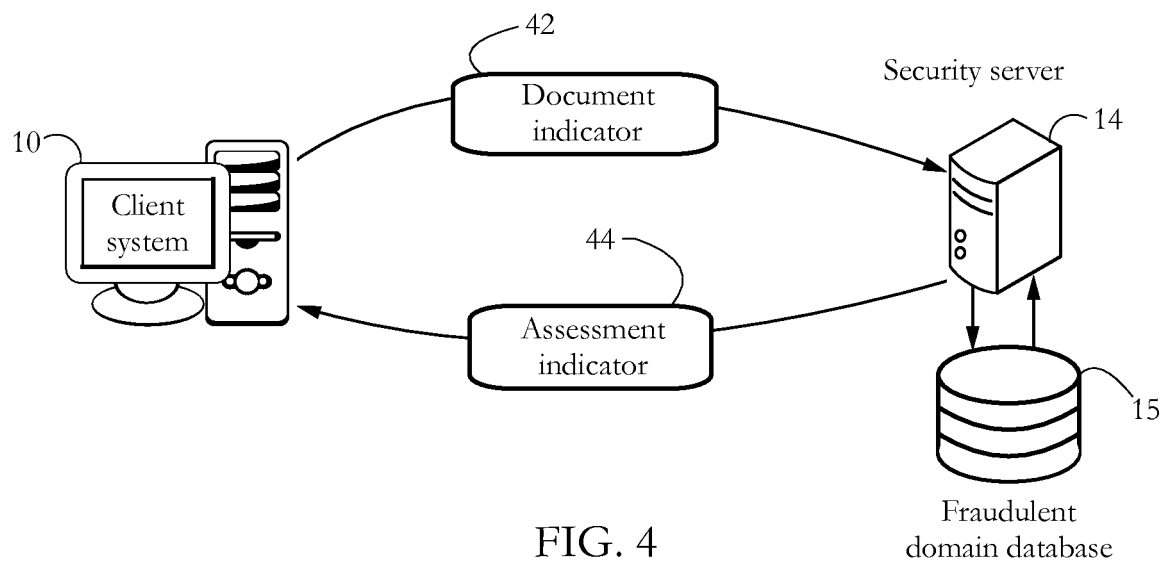 42
Document
indicator
Security server
14
10
Client
system
44
Assessment
indicator
15
Fraudulent
domain database
FIG. 4